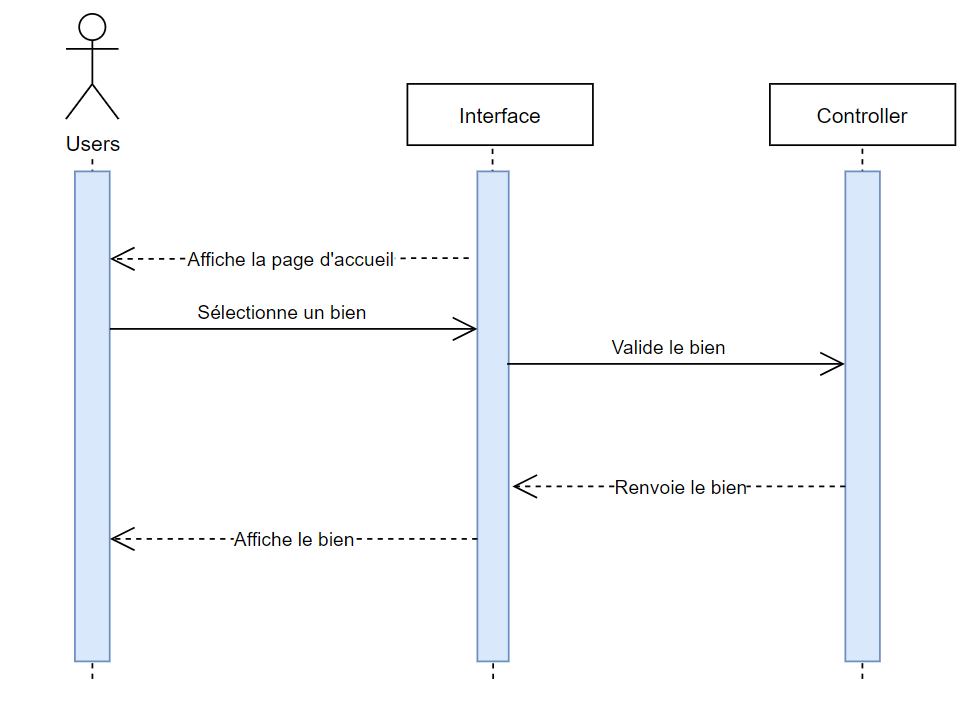 Users
Interface
Controller
Affiche la page d'accueil
Sélectionne un bien
Valide le bien
Renvoie le bien
Affiche le bien